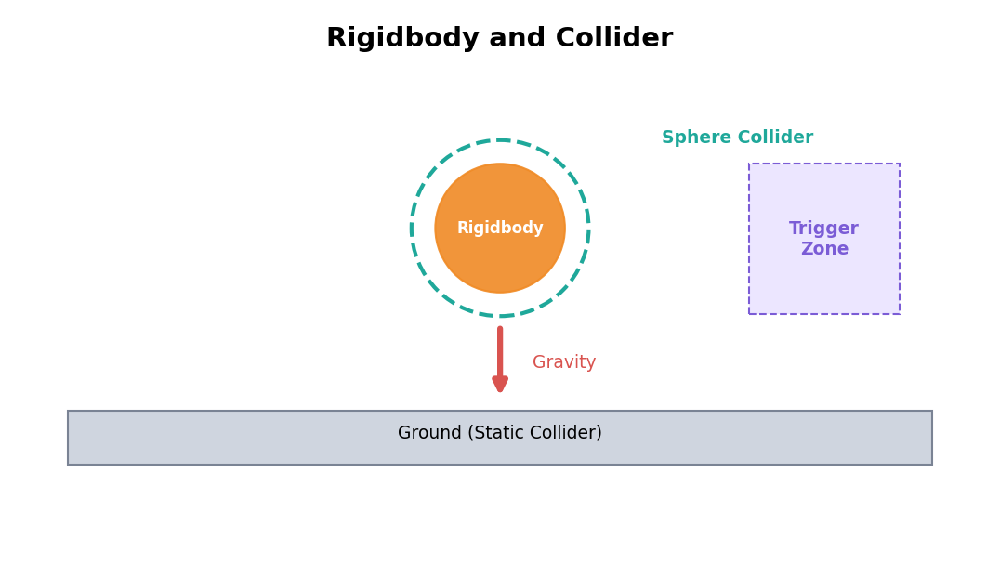 Rigidbody and Collider
Sphere Collider
Rigidbody
Trigger
Zone
Gravity
Ground (Static Collider)